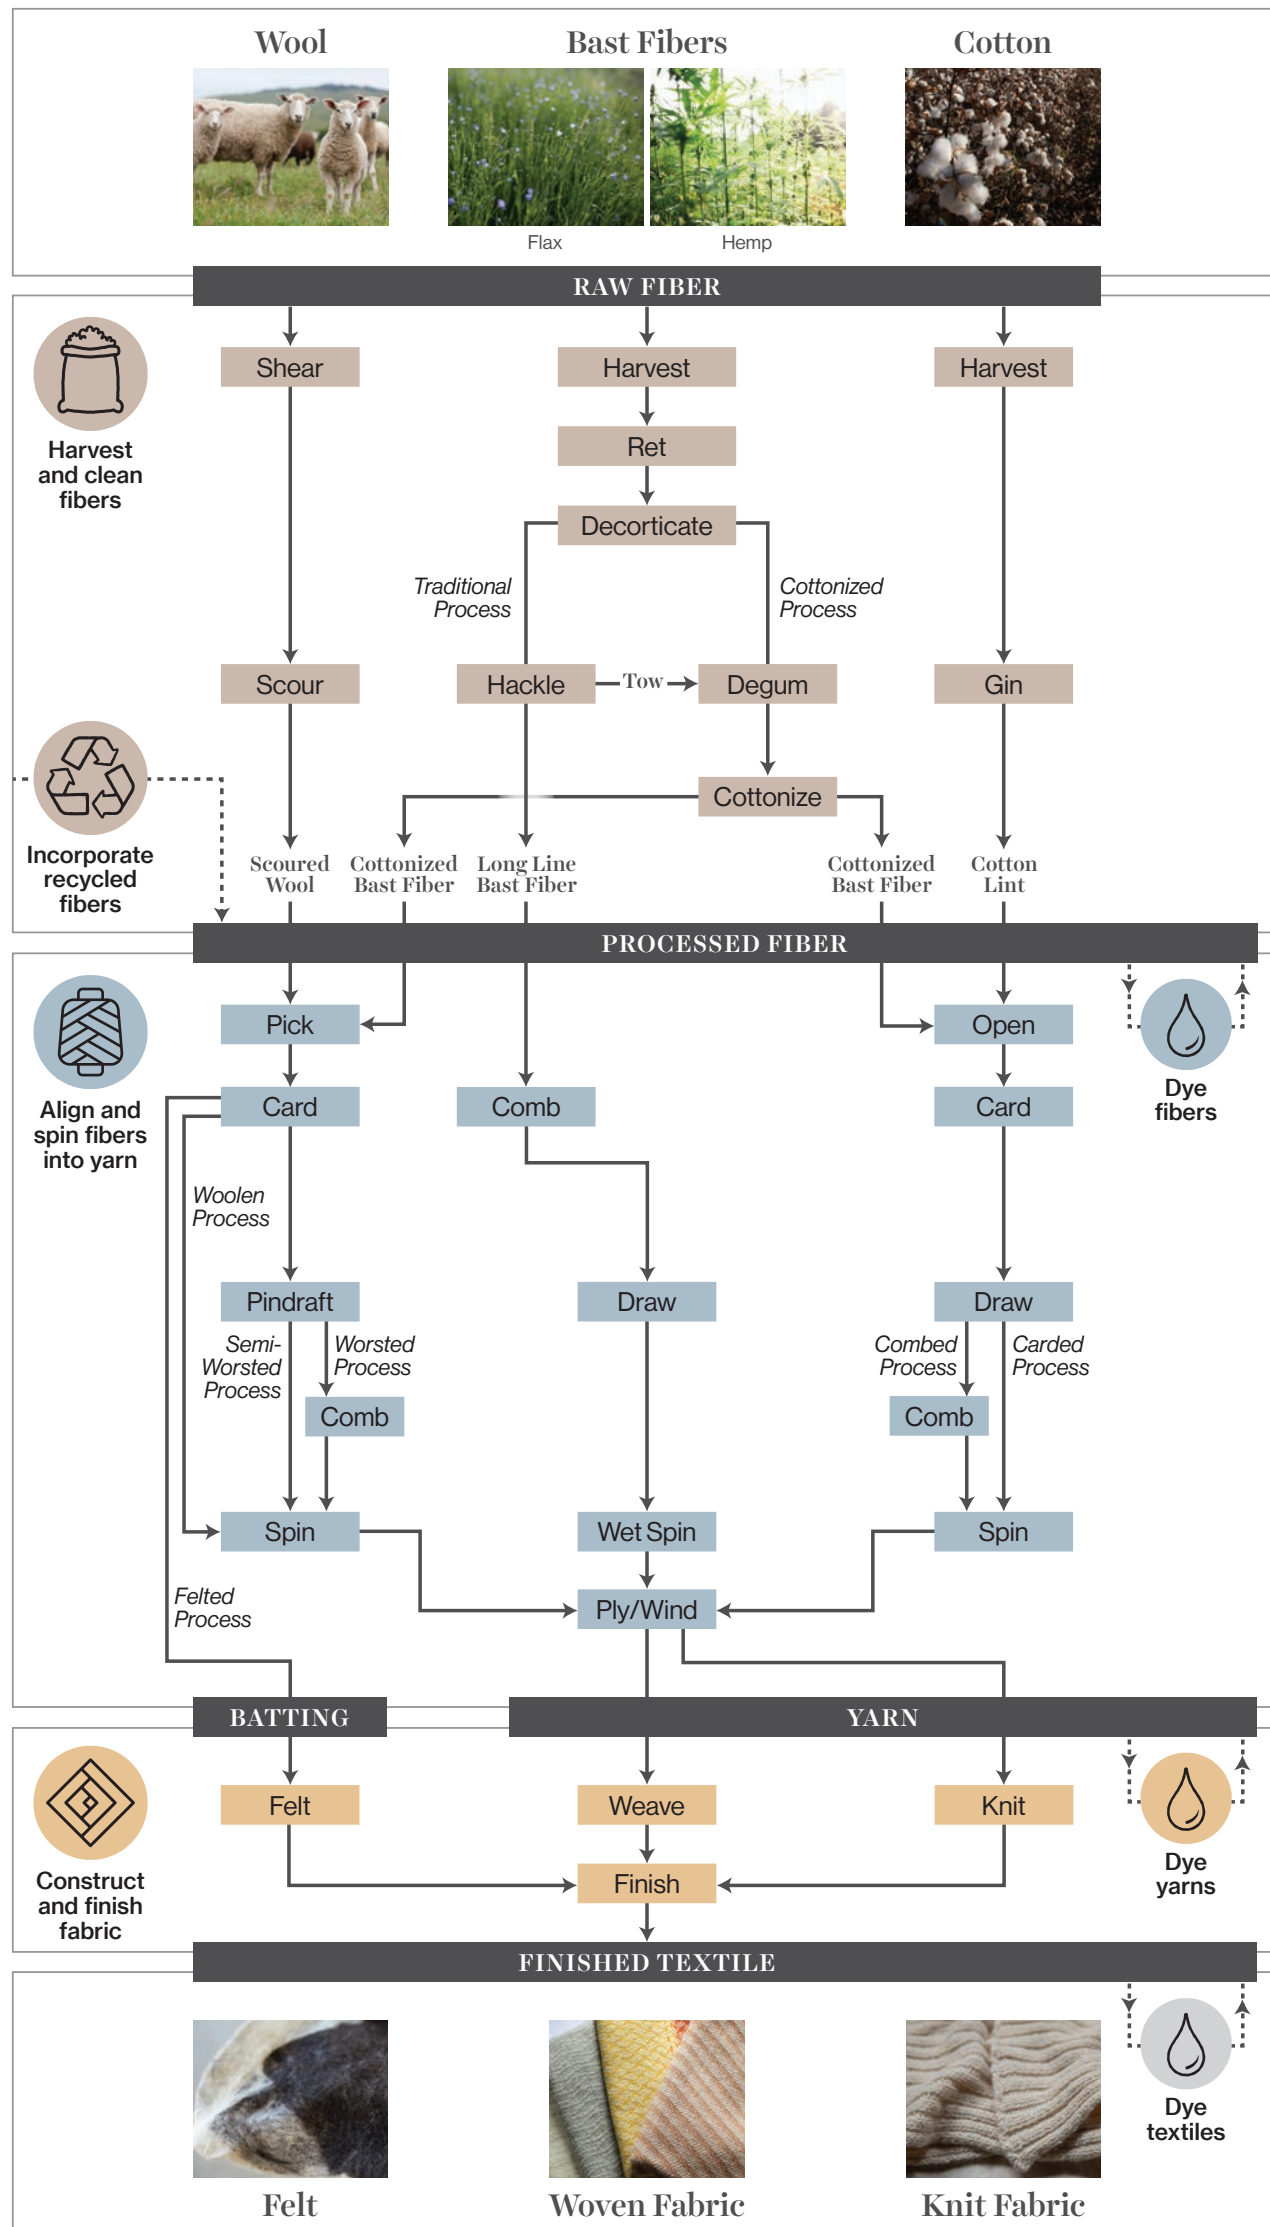 Wool
Bast Fibers
Cotton
Flax
Hemp
RAW FIBER
Harvest
and clean
fibers
Shear
Harvest
Harvest
Ret
Decorticate
Traditional
Process
Cottonized
Process
Scour
Hackle
Tow
Degum
Gin
Incorporate
recycled
fibers
Cottonize
Scoured
Wool
Cottonized
Bast Fiber
Long Line
Bast Fiber
Cottonized
Bast Fiber
Cotton
Lint
PROCESSED FIBER
Align and
spin fibers
into yarn
Pick
Open
Dye
fibers
Card
Comb
Card
Woolen
Process
Pindraft
Draw
Draw
Semi-
Worsted
Process
Worsted
Process
Combed
Process
Carded
Process
Comb
Comb
Spin
Wet Spin
Spin
Felted
Process
Ply/Wind
BATTING
YARN
Construct
and finish
fabric
Felt
Weave
Knit
Dye
yarns
Finish
FINISHED TEXTILE
Dye
textiles
Felt
Woven Fabric
Knit Fabric